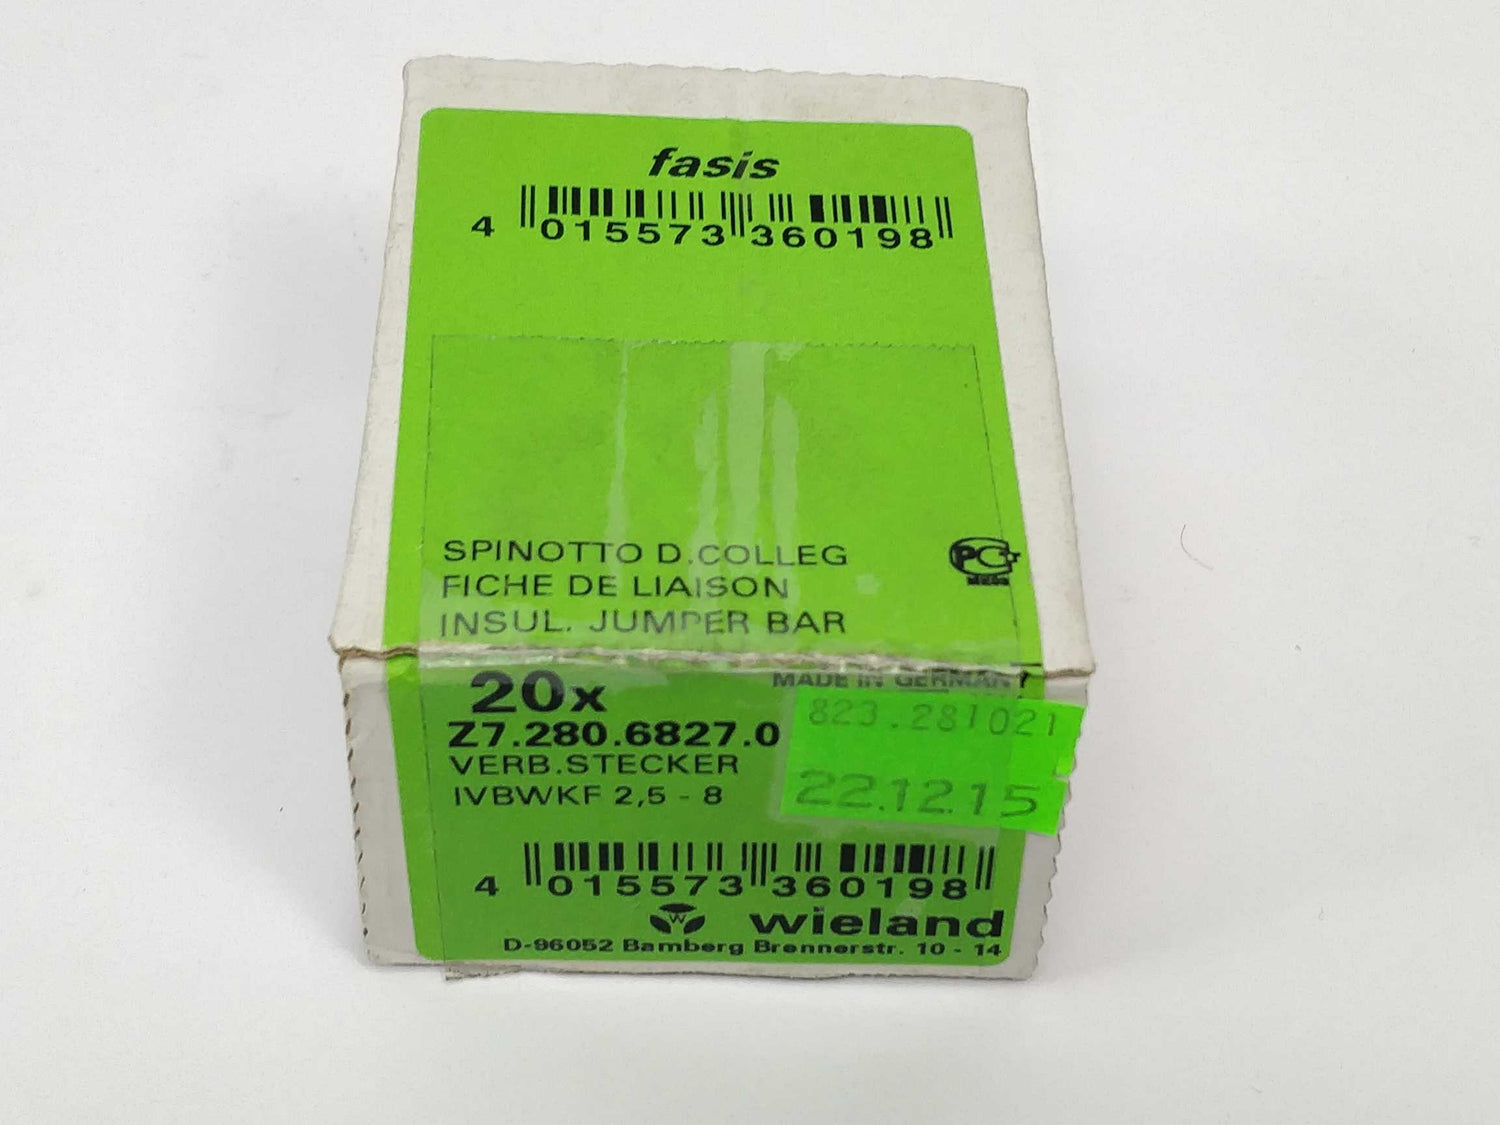 fasis
4 015573 360198
SPINOTTO D.COLLEG
FICHE DE LIAISON
INSUL. JUMPER BAR
20x
MADE IN GERMANY
Z7.280.6827.0
823.281021
VERB.STECKER
IVBWKF 2,5 - 8
22.12.15
4 015573 360198
W wieland
D-96052 Bamberg Brennerstr. 10 - 14